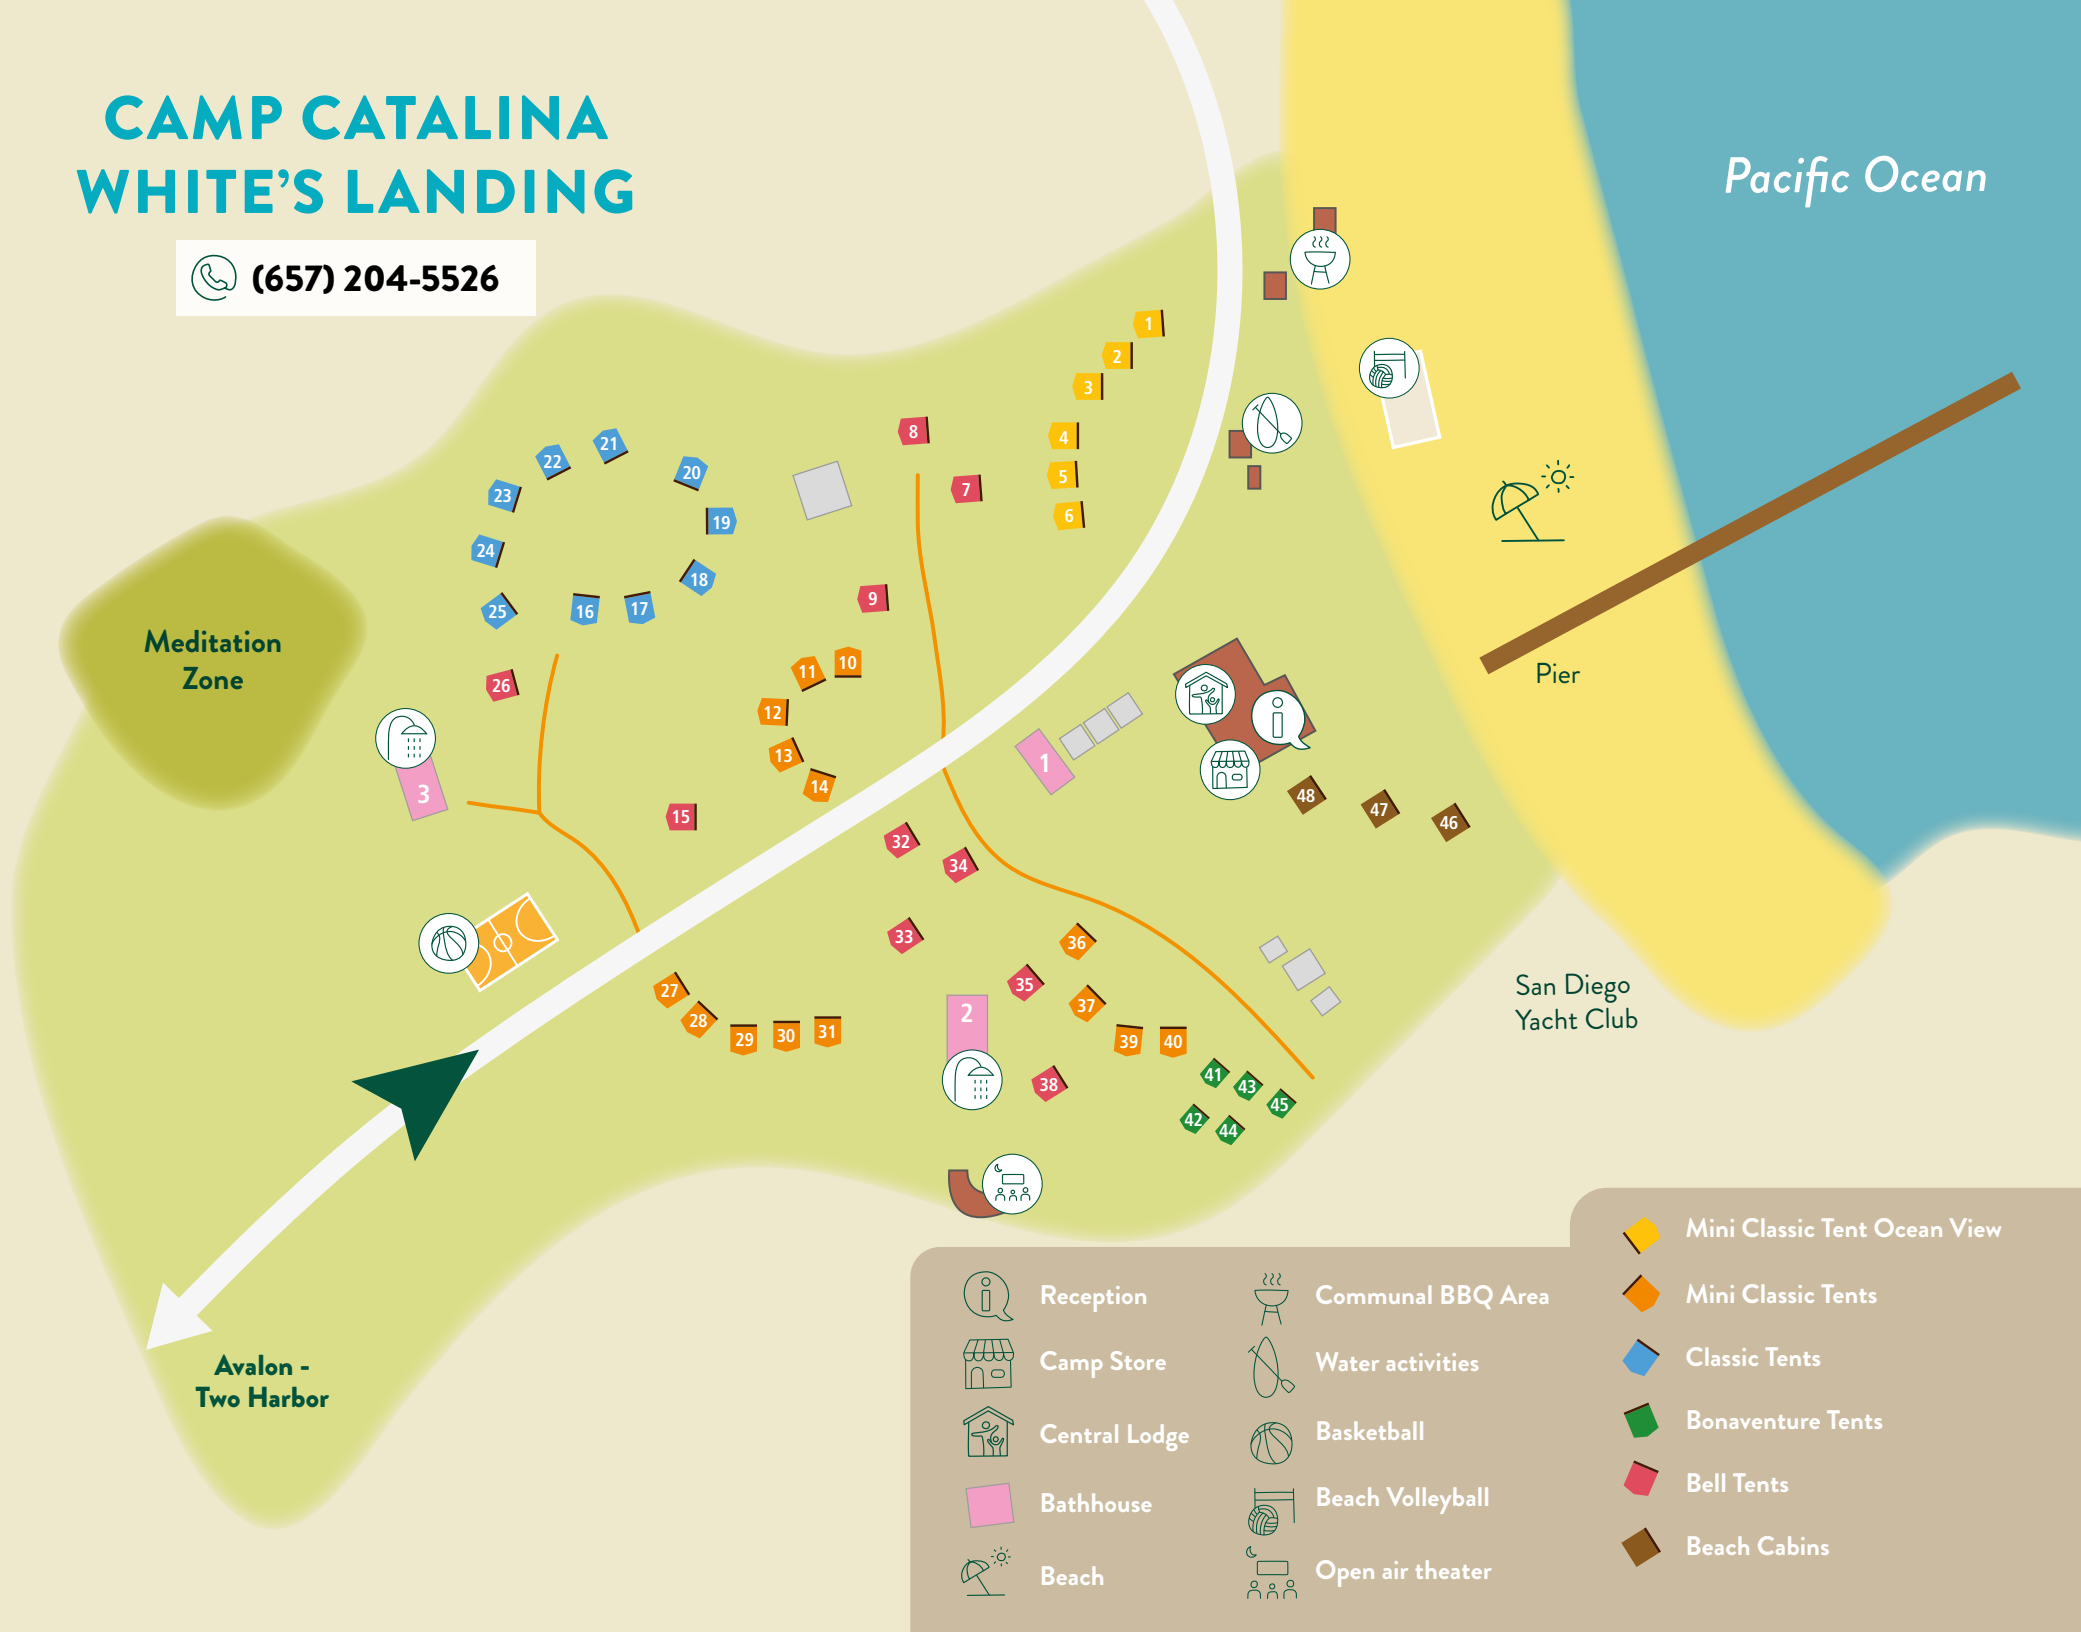 CAMP CATALINA
WHITE'S LANDING
(657) 204-5526
Pacific Ocean
1
2
3
4
5
6
8
7
21
22
20
23
19
24
18
25
16
17
9
Meditation
Zone
26
11
10
12
13
14
3
15
1
Pier
48
47
46
32
34
33
36
35
37
27
28
29
30
31
2
39
40
38
41
43
45
42
44
San Diego
Yacht Club
Avalon -
Two Harbor
Reception
Camp Store
Central Lodge
Bathhouse
Beach
Communal BBQ Area
Water activities
Basketball
Beach Volleyball
Open air theater
Mini Classic Tent Ocean View
Mini Classic Tents
Classic Tents
Bonaventure Tents
Bell Tents
Beach Cabins